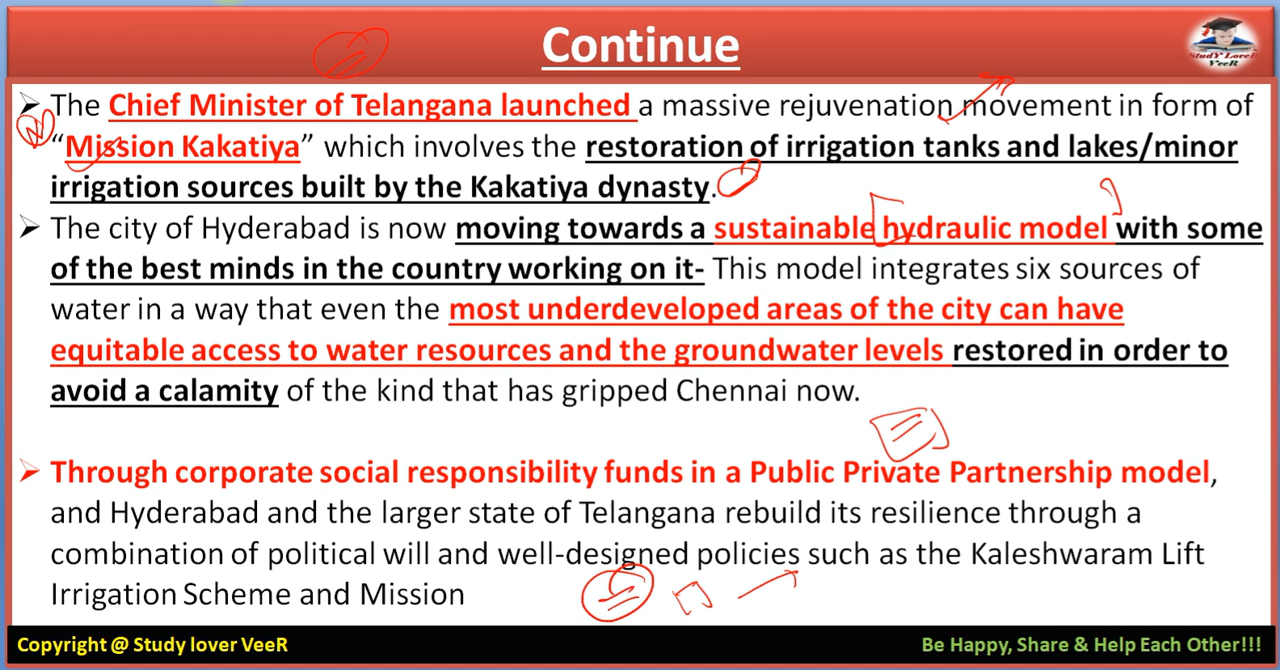 Continue
StudY LoveR
VeeR
The Chief Minister of Telangana launched a massive rejuvenation movement in form of
“Mission Kakatiya” which involves the restoration of irrigation tanks and lakes/minor
irrigation sources built by the Kakatiya dynasty.
The city of Hyderabad is now moving towards a sustainable hydraulic model with some
of the best minds in the country working on it- This model integrates six sources of
water in a way that even the most underdeveloped areas of the city can have
equitable access to water resources and the groundwater levels restored in order to
avoid a calamity of the kind that has gripped Chennai now.
Through corporate social responsibility funds in a Public Private Partnership model,
and Hyderabad and the larger state of Telangana rebuild its resilience through a
combination of political will and well-designed policies such as the Kaleshwaram Lift
Irrigation Scheme and Mission
Copyright @ Study lover VeeR
Be Happy, Share & Help Each Other!!!